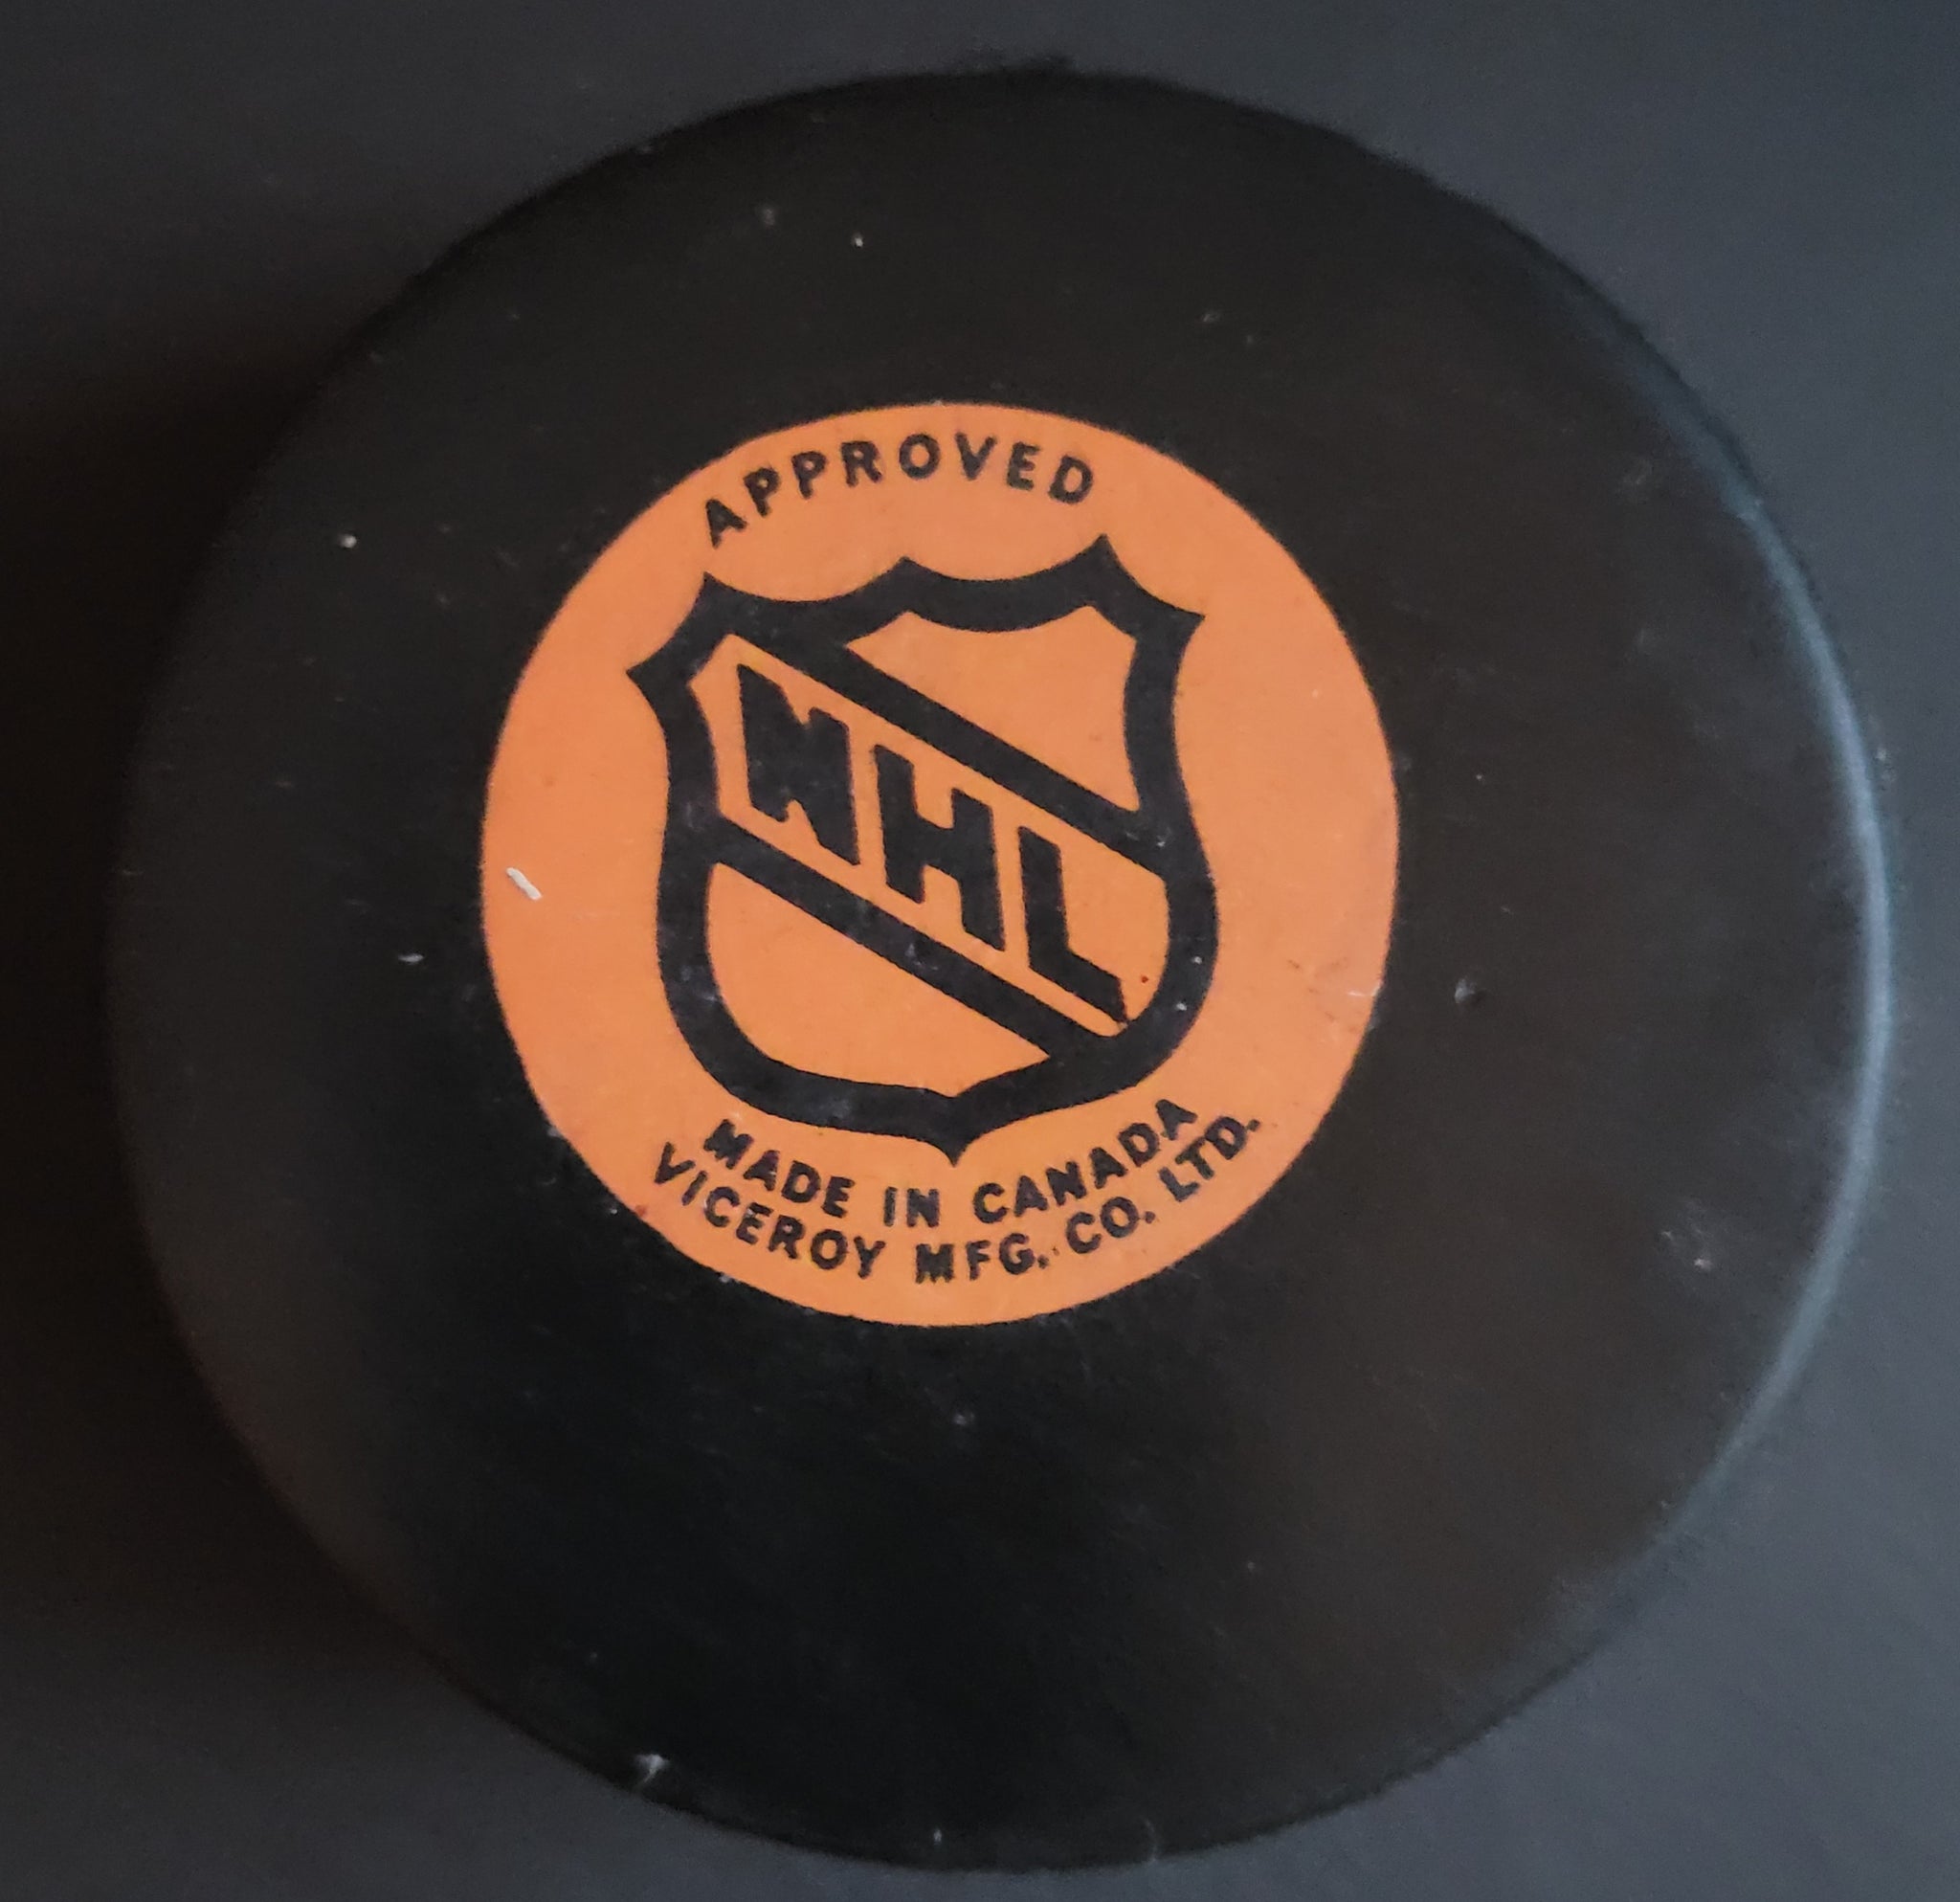 APPROVED
NHL
MADE IN CANADA
VICEROY MFG. CO. LTD.